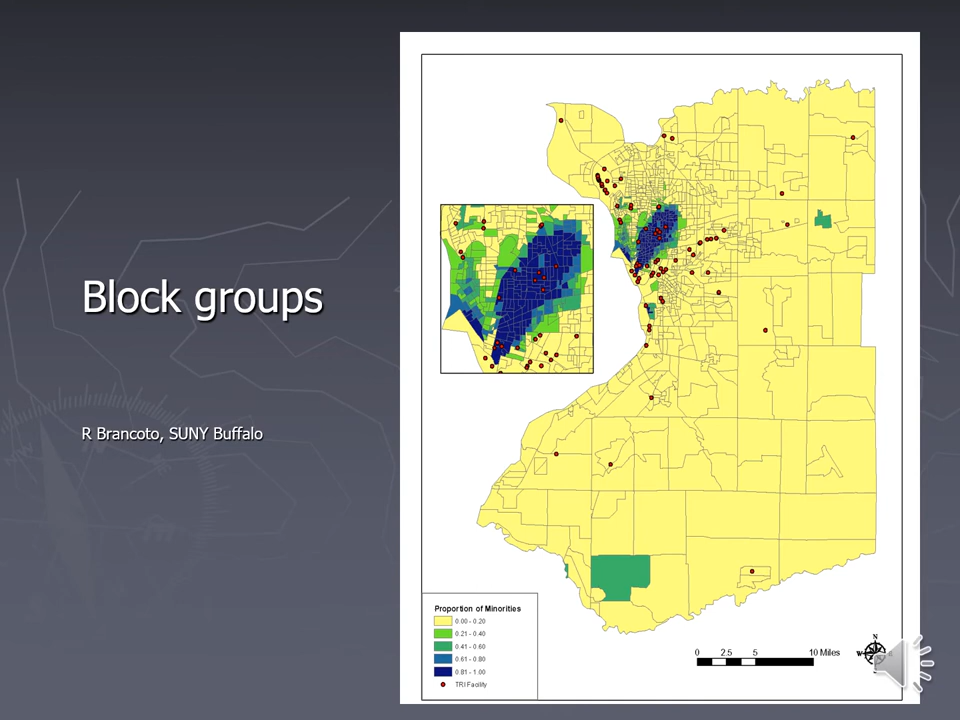 Block groups
R Brancoto, SUNY Buffalo
Proportion of Minorities
0.00 - 0.20
0.21 - 0.40
0.41 - 0.60
0.61 - 0.80
0.81 - 1.00
TRI Facility
0 2.5 5 10 Miles
N
W